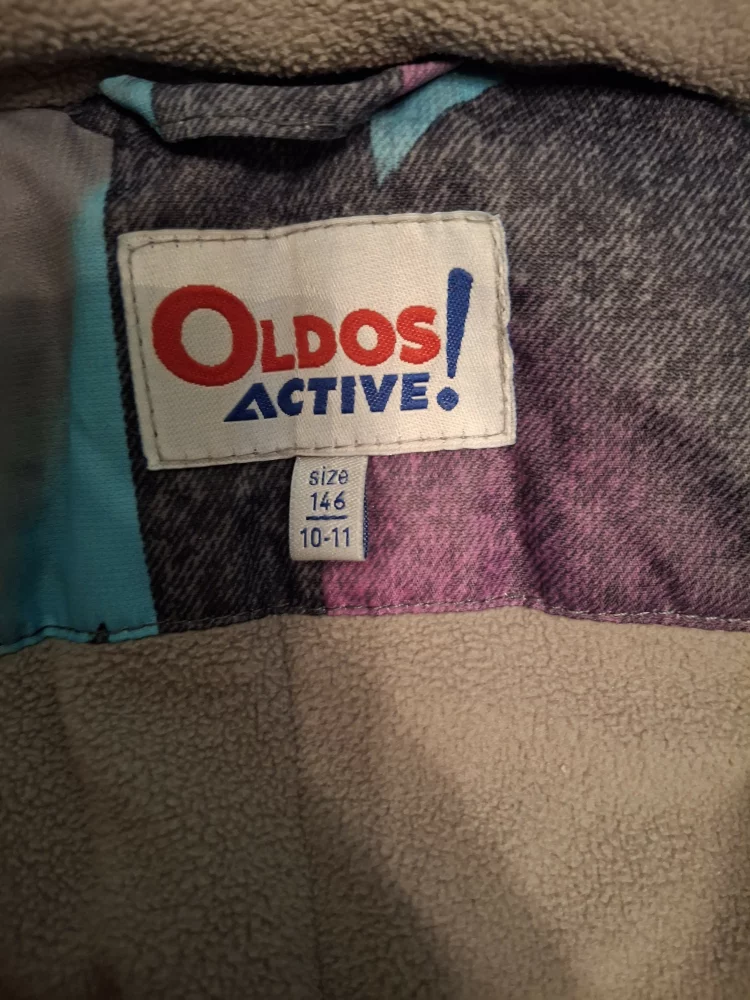 OLDOS!
ACTIVE
size
146
10-11